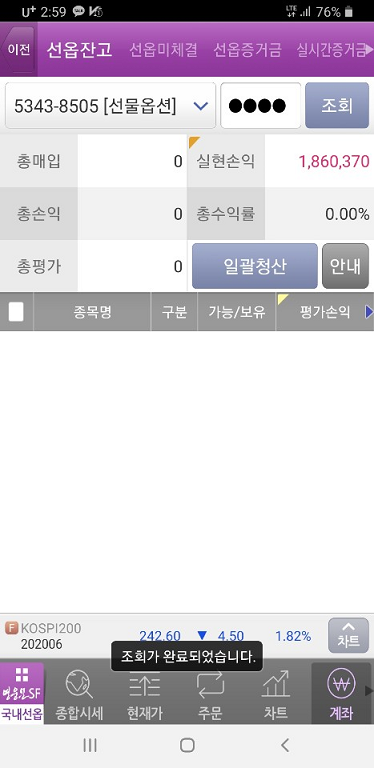 U+ 2:59 LTE 76%
이전 선옵잔고 선옵미체결 선옵증거금 실시간증거금
5343-8505 [선물옵션] ●●●● 조회
총매입 0 실현손익 1,860,370
총손익 0 총수익률 0.00%
총평가 0 일괄청산 안내
종목명 구분 가능/보유 평가손익
F KOSPI200
202006 242.60 ▼ 4.50 1.82% 차트
조회가 완료되었습니다.
영웅문SF
국내선옵 종합시세 현재가 주문 차트 계좌